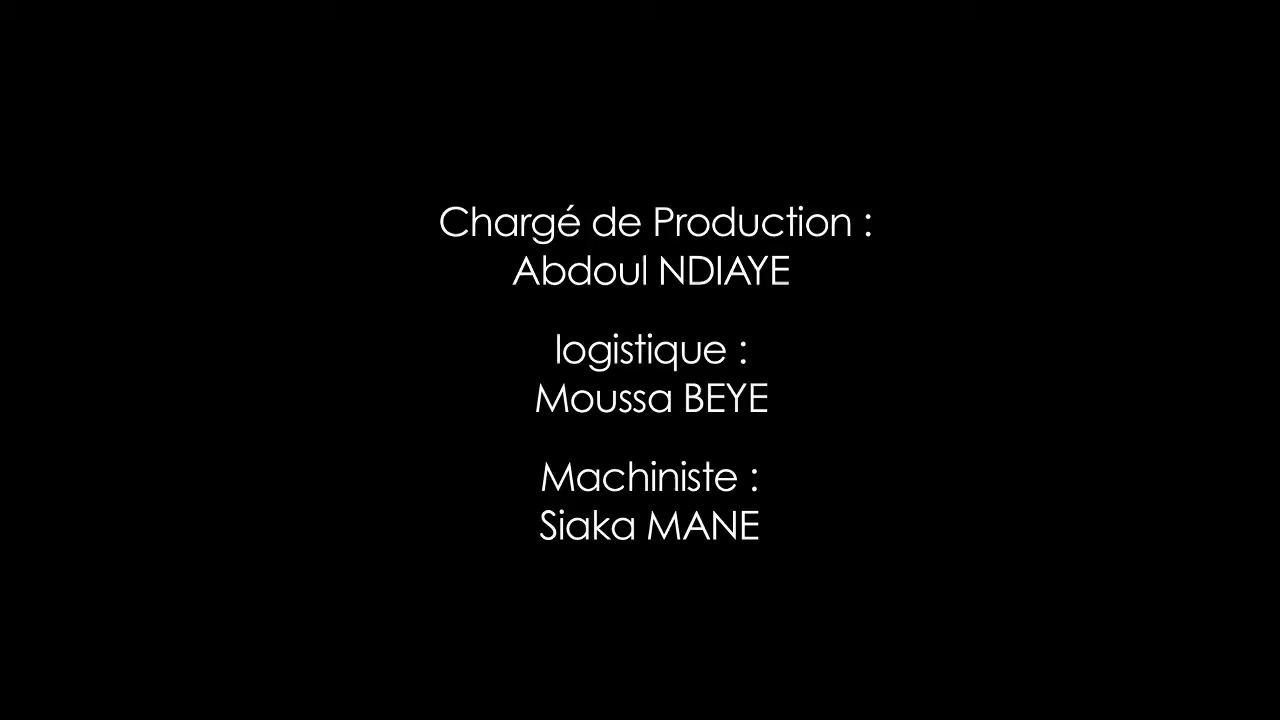 Chargé de Production :
Abdoul NDIAYE
logistique :
Moussa BEYE
Machiniste :
Siaka MANE